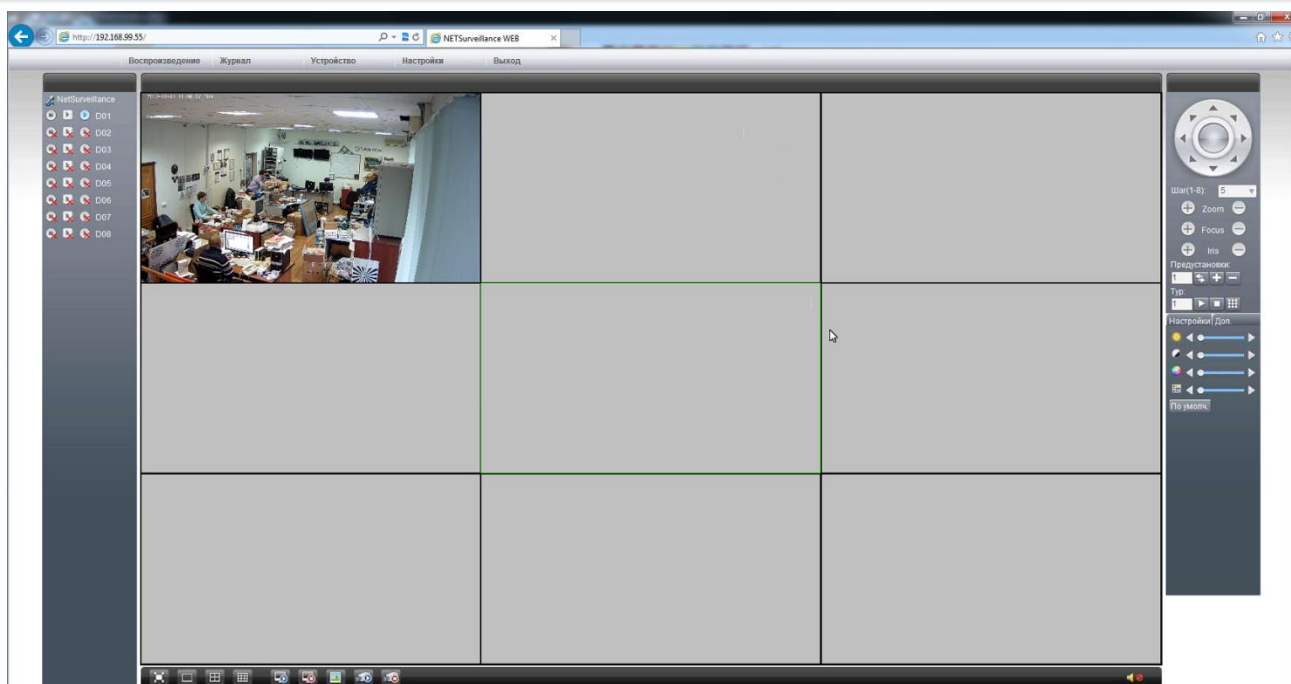 http://192.168.99.55/
NETSurveillance WEB
Воспроизведение Журнал Устройство Настройки Выход
NetSurveillance
D01
D02
D03
D04
D05
D06
D07
D08
Шаг(1-8): 5
Zoom
Focus
Iris
Предустановки:
1
Тур:
1
Настройки Доп.
По умолч.